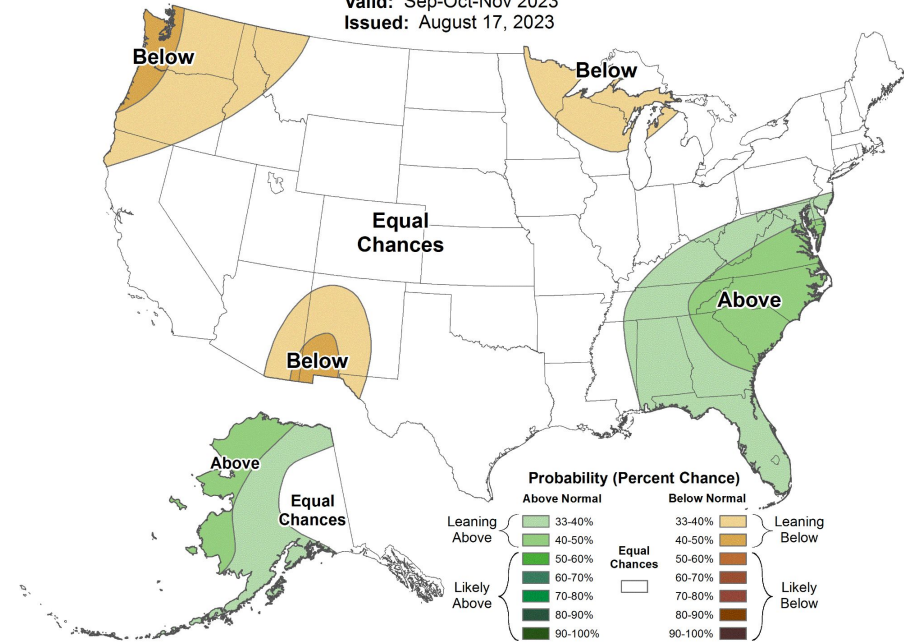 Valid: Sep-Oct-Nov 2023
Issued: August 17, 2023
Below
Below
Equal
Chances
Above
Below
Above
Equal
Chances
Probability (Percent Chance)
Above Normal
Below Normal
Leaning
Above
33-40%
40-50%
Likely
Above
50-60%
60-70%
70-80%
80-90%
90-100%
Equal
Chances
33-40%
40-50%
Leaning
Below
50-60%
60-70%
70-80%
80-90%
90-100%
Likely
Below